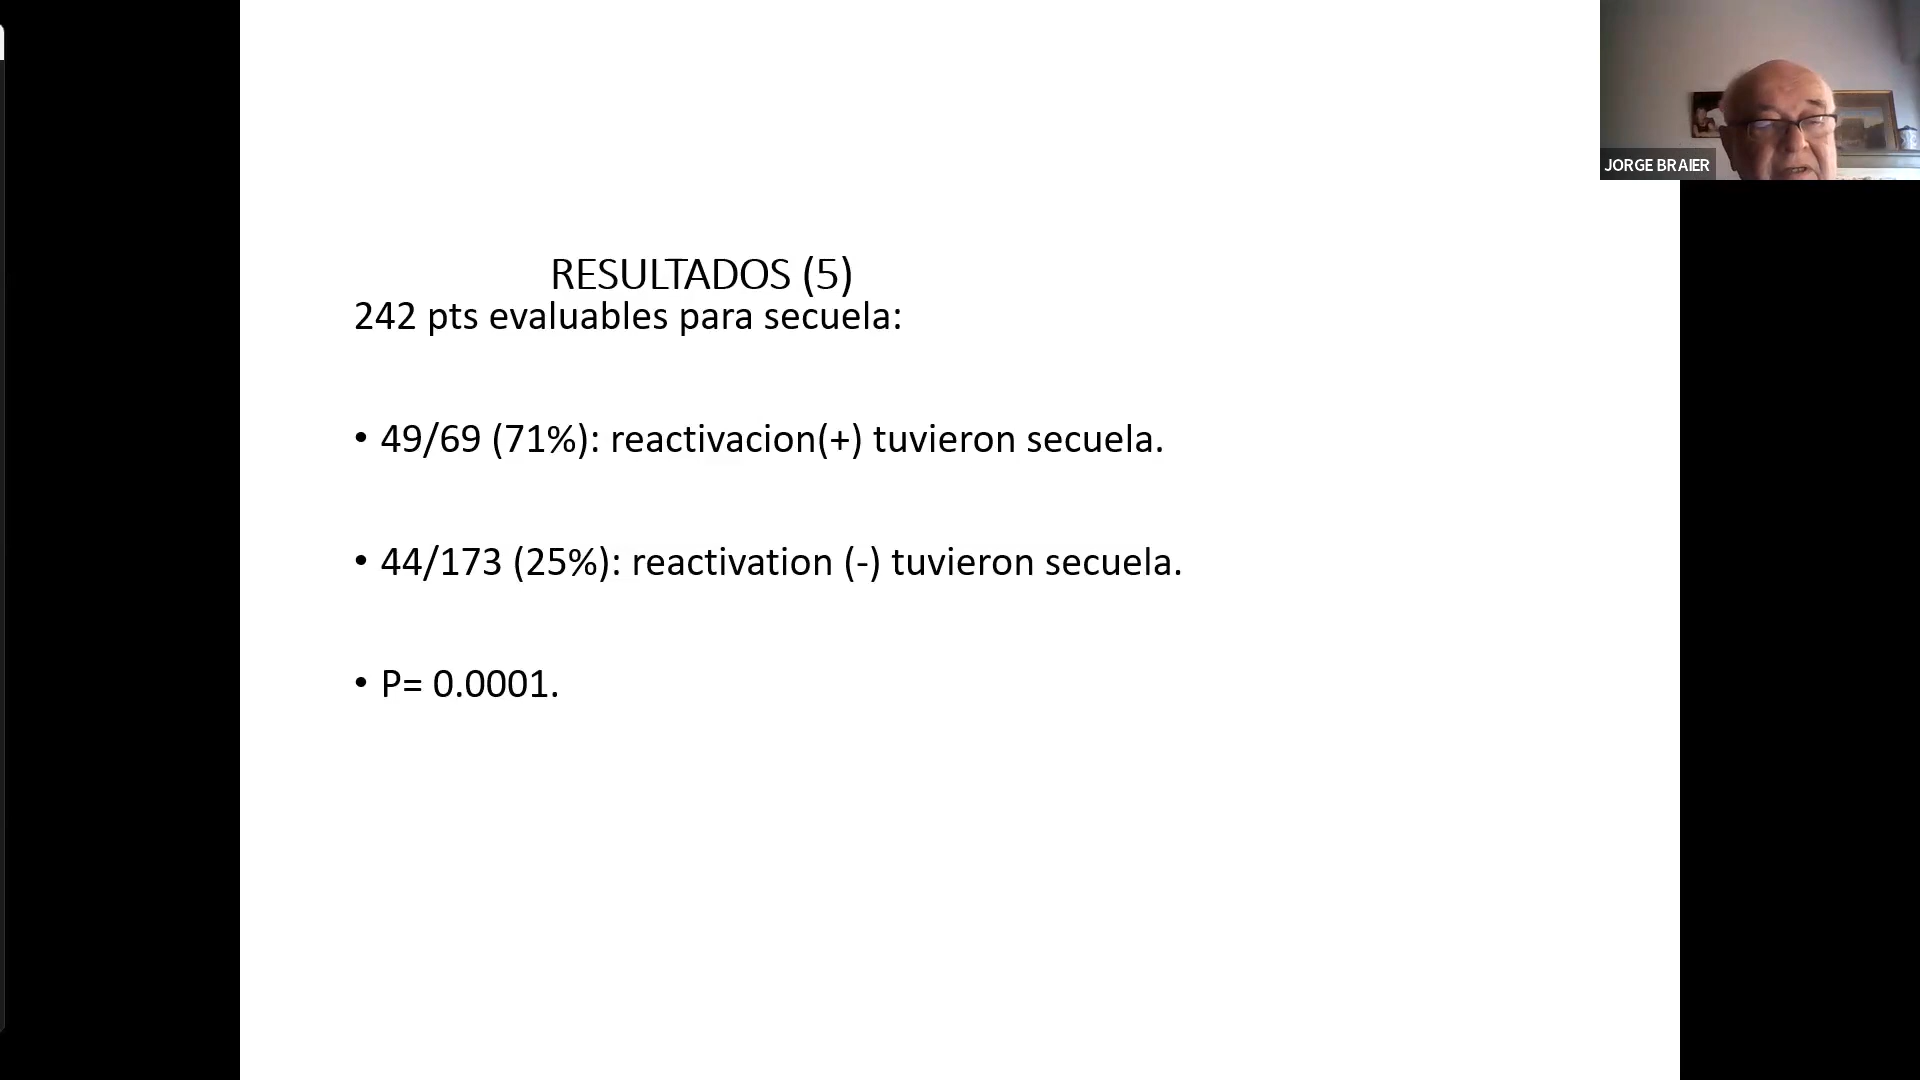 JORGE BRAIER
RESULTADOS (5)
242 pts evaluables para secuela:
• 49/69 (71%): reactivacion(+) tuvieron secuela.
• 44/173 (25%): reactivation (-) tuvieron secuela.
• P= 0.0001.